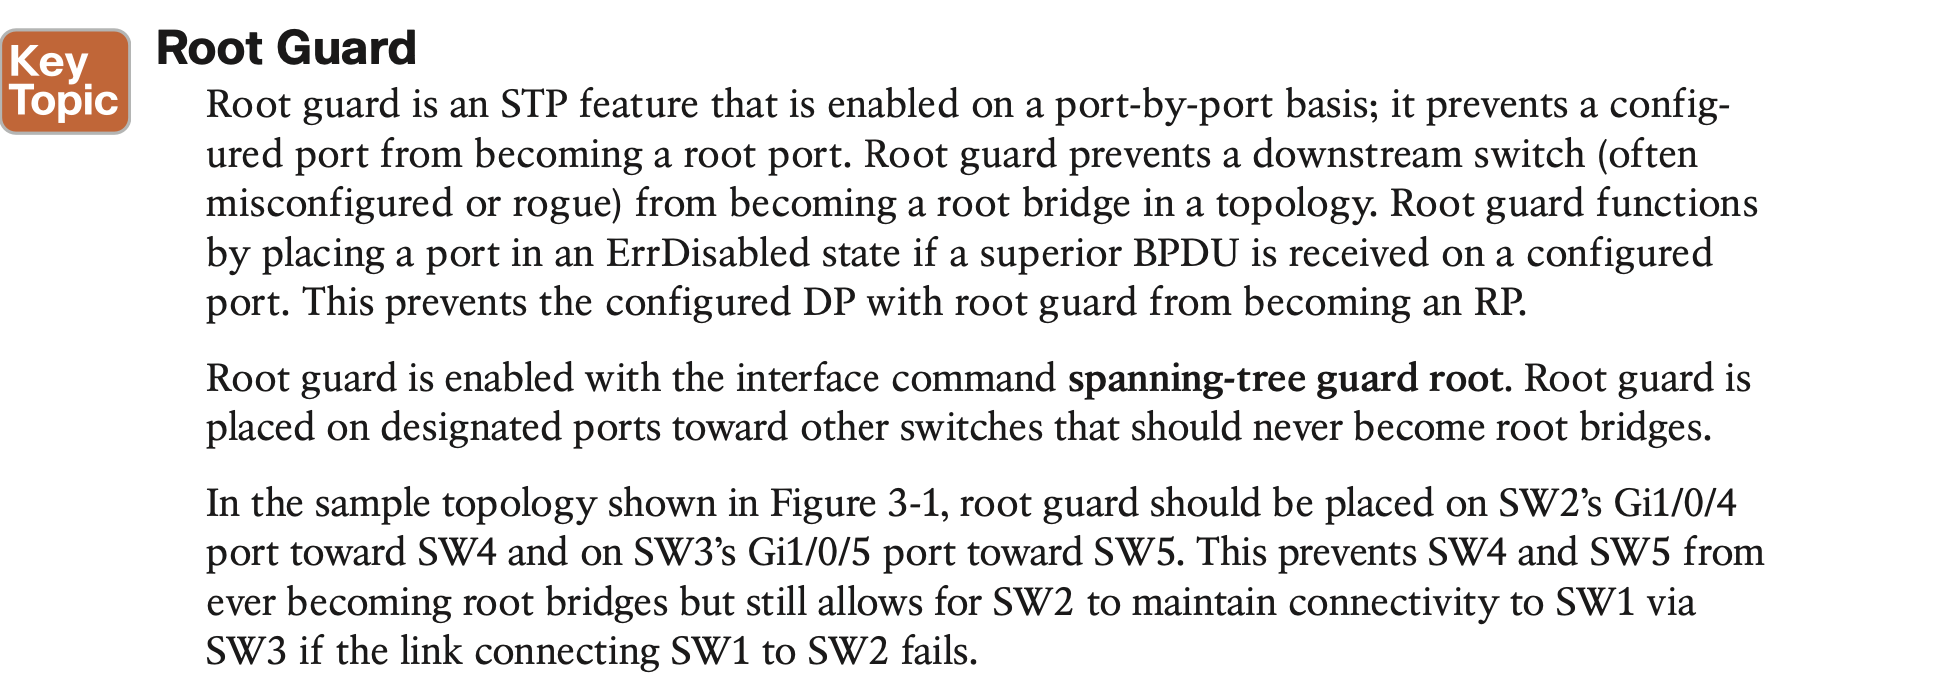 Key
Topic
Root Guard
Root guard is an STP feature that is enabled on a port-by-port basis; it prevents a config-
ured port from becoming a root port. Root guard prevents a downstream switch (often
misconfigured or rogue) from becoming a root bridge in a topology. Root guard functions
by placing a port in an ErrDisabled state if a superior BPDU is received on a configured
port. This prevents the configured DP with root guard from becoming an RP.
Root guard is enabled with the interface command spanning-tree guard root. Root guard is
placed on designated ports toward other switches that should never become root bridges.
In the sample topology shown in Figure 3-1, root guard should be placed on SW2’s Gi1/0/4
port toward SW4 and on SW3’s Gi1/0/5 port toward SW5. This prevents SW4 and SW5 from
ever becoming root bridges but still allows for SW2 to maintain connectivity to SW1 via
SW3 if the link connecting SW1 to SW2 fails.